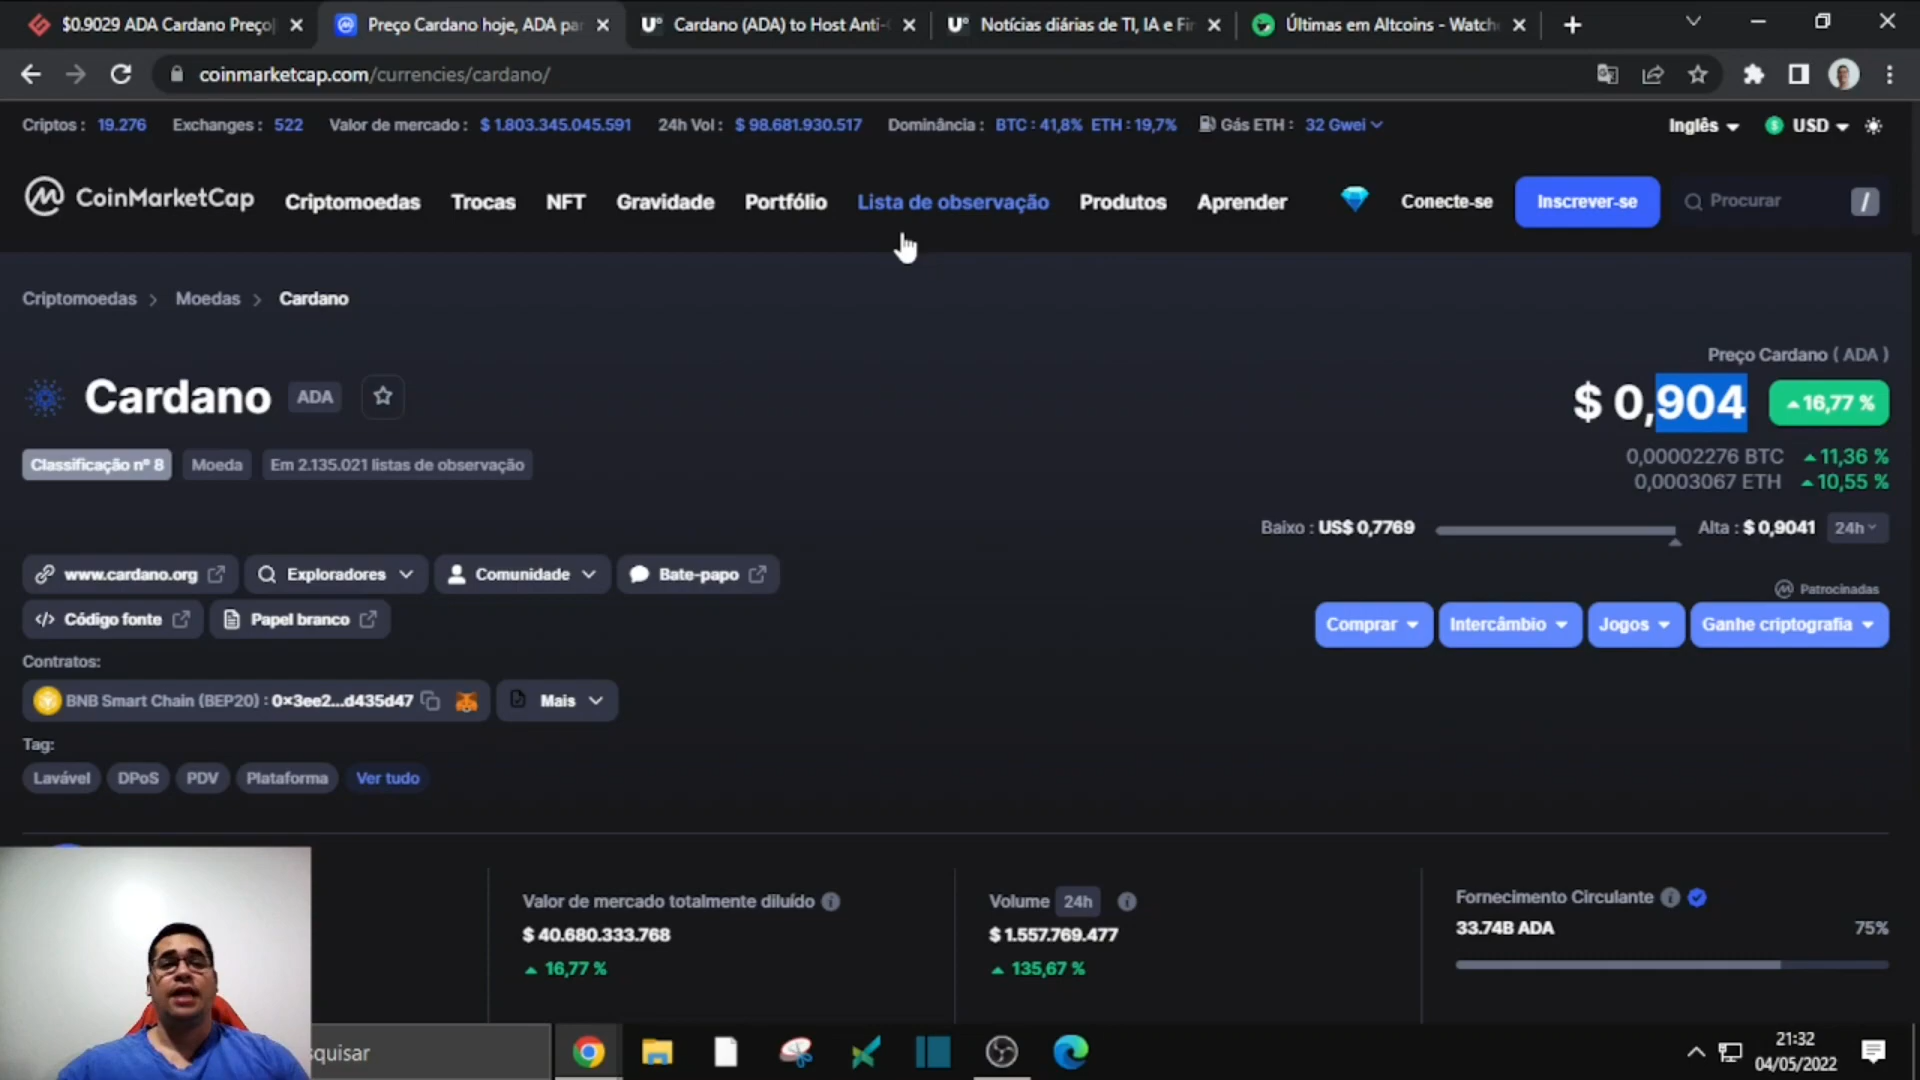 $0.9029 ADA Cardano Preço
Preço Cardano hoje, ADA pa
Cardano (ADA) to Host Anti-
Notícias diárias de TI, IA e Fi
Últimas em Altcoins - Watch
coinmarketcap.com/currencies/cardano/
Criptos : 19.276 Exchanges : 522 Valor de mercado : $ 1.803.345.045.591 24h Vol : $ 98.681.930.517 Dominância : BTC : 41,8% ETH : 19,7% Gás ETH : 32 Gwei
Inglês USD
CoinMarketCap Criptomoedas Trocas NFT Gravidade Portfólio Lista de observação Produtos Aprender Conecte-se Inscrever-se Procurar /
Criptomoedas > Moedas > Cardano
Preço Cardano ( ADA )
Cardano ADA
$ 0,904 16,77 %
Classificação nº 8 Moeda Em 2.135.021 listas de observação
0,00002276 BTC 11,36 %
0,0003067 ETH 10,55 %
Baixo : US$ 0,7769 Alta : $ 0,9041 24h
www.cardano.org Exploradores Comunidade Bate-papo
Patrocinadas
Código fonte Papel branco
Comprar Intercâmbio Jogos Ganhe criptografia
Contratos:
BNB Smart Chain (BEP20) : 0x3ee2...d435d47 Mais
Tag:
Lavável DPoS PDV Plataforma Ver tudo
Valor de mercado totalmente diluído
$ 40.680.333.768
16,77 %
Volume 24h
$ 1.557.769.477
135,67 %
Fornecimento Circulante
33.74B ADA 75%
squisar
21:32
04/05/2022